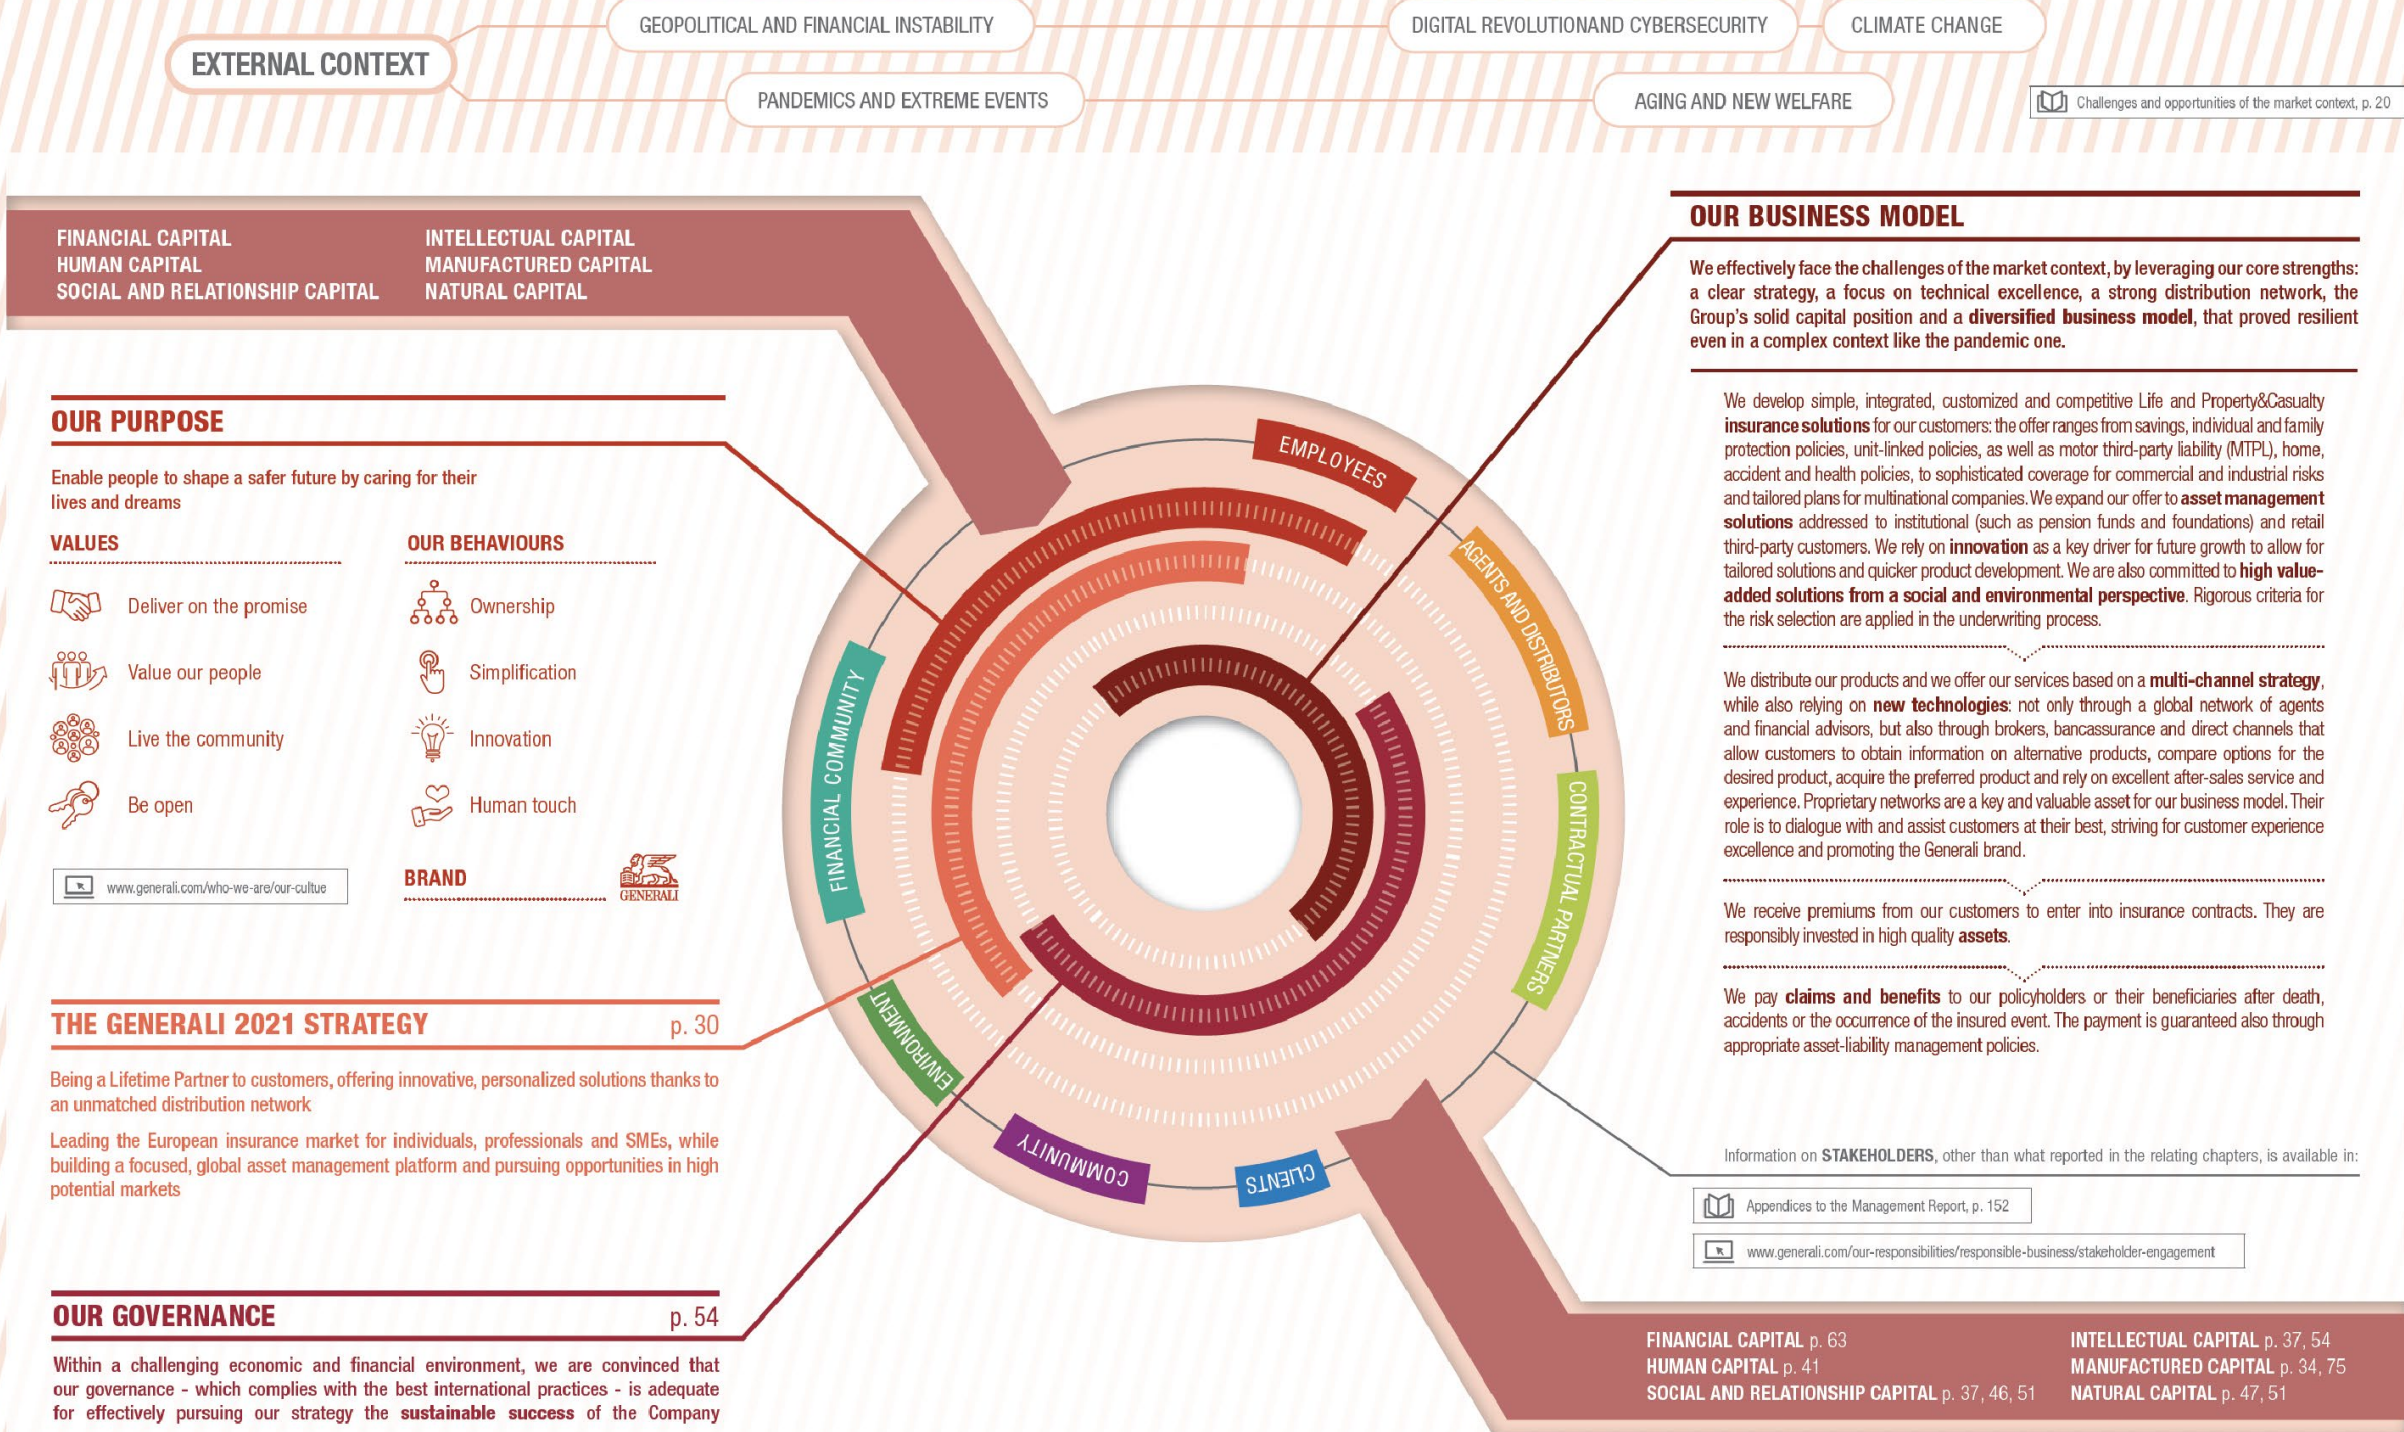 GEOPOLITICAL AND FINANCIAL INSTABILITY
DIGITAL REVOLUTIONAND CYBERSECURITY
CLIMATE CHANGE
EXTERNAL CONTEXT
PANDEMICS AND EXTREME EVENTS
AGING AND NEW WELFARE
Challenges and opportunities of the market context, p. 20
FINANCIAL CAPITAL
HUMAN CAPITAL
SOCIAL AND RELATIONSHIP CAPITAL
INTELLECTUAL CAPITAL
MANUFACTURED CAPITAL
NATURAL CAPITAL
OUR PURPOSE
Enable people to shape a safer future by caring for their
lives and dreams
VALUES
Deliver on the promise
Value our people
Live the community
Be open
www.generali.com/who-we-are/our-cultue
OUR BEHAVIOURS
Ownership
Simplification
Innovation
Human touch
BRAND
GENERALI
THE GENERALI 2021 STRATEGY
p. 30
Being a Lifetime Partner to customers, offering innovative, personalized solutions thanks to
an unmatched distribution network
Leading the European insurance market for individuals, professionals and SMEs, while
building a focused, global asset management platform and pursuing opportunities in high
potential markets
OUR GOVERNANCE
p. 54
Within a challenging economic and financial environment, we are convinced that
our governance - which complies with the best international practices - is adequate
for effectively pursuing our strategy the sustainable success of the Company
EMPLOYEES
AGENTS AND DISTRIBUTORS
CONTRACTUAL PARTNERS
CLIENTS
COMMUNITY
ENVIRONMENT
FINANCIAL COMMUNITY
OUR BUSINESS MODEL
We effectively face the challenges of the market context, by leveraging our core strengths:
a clear strategy, a focus on technical excellence, a strong distribution network, the
Group's solid capital position and a diversified business model, that proved resilient
even in a complex context like the pandemic one.
We develop simple, integrated, customized and competitive Life and Property&Casualty
insurance solutions for our customers: the offer ranges from savings, individual and family
protection policies, unit-linked policies, as well as motor third-party liability (MTPL), home,
accident and health policies, to sophisticated coverage for commercial and industrial risks
and tailored plans for multinational companies. We expand our offer to asset management
solutions addressed to institutional (such as pension funds and foundations) and retail
third-party customers. We rely on innovation as a key driver for future growth to allow for
tailored solutions and quicker product development. We are also committed to high value-
added solutions from a social and environmental perspective. Rigorous criteria for
the risk selection are applied in the underwriting process.
We distribute our products and we offer our services based on a multi-channel strategy,
while also relying on new technologies: not only through a global network of agents
and financial advisors, but also through brokers, bancassurance and direct channels that
allow customers to obtain information on alternative products, compare options for the
desired product, acquire the preferred product and rely on excellent after-sales service and
experience. Proprietary networks are a key and valuable asset for our business model. Their
role is to dialogue with and assist customers at their best, striving for customer experience
excellence and promoting the Generali brand.
We receive premiums from our customers to enter into insurance contracts. They are
responsibly invested in high quality assets.
We pay claims and benefits to our policyholders or their beneficiaries after death,
accidents or the occurrence of the insured event. The payment is guaranteed also through
appropriate asset-liability management policies.
Information on STAKEHOLDERS, other than what reported in the relating chapters, is available in:
Appendices to the Management Report, p. 152
www.generali.com/our-responsibilities/responsible-business/stakeholder-engagement
FINANCIAL CAPITAL p. 63
HUMAN CAPITAL p. 41
SOCIAL AND RELATIONSHIP CAPITAL p. 37, 46, 51
INTELLECTUAL CAPITAL p. 37, 54
MANUFACTURED CAPITAL p. 34, 75
NATURAL CAPITAL p. 47, 51